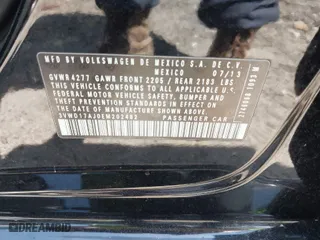 MFD. BY VOLKSWAGEN DE MEXICO S.A. DE C.V.
MEXICO 07/13
GVWR 4277 GAWR FRONT 2205 / REAR 2183 LBS
THIS VEHICLE CONFORMS TO ALL APPLICABLE
FEDERAL MOTOR VEHICLE SAFETY, BUMPER AND
THEFT PREVENTION STANDARDS IN EFFECT
ON THE DATE OF MANUFACTURE SHOWN ABOVE
PASSENGER CAR
DREAMBID